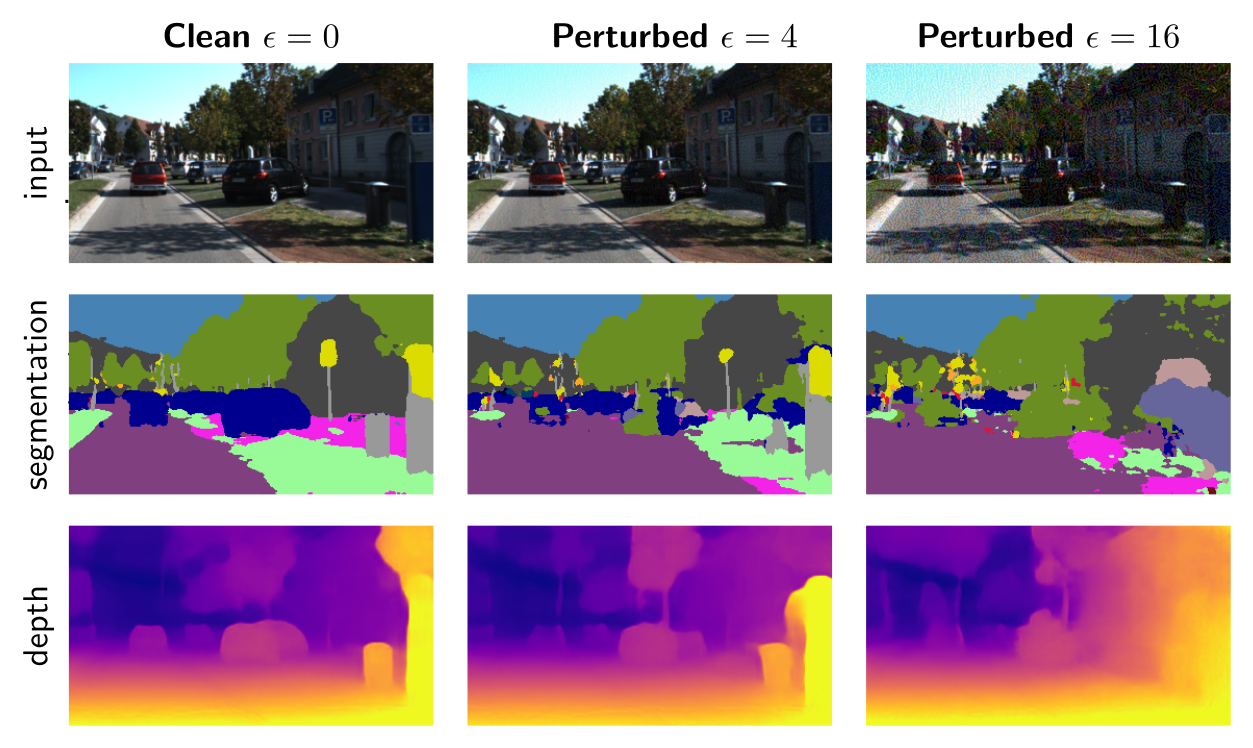 Clean ϵ = 0
Perturbed ϵ = 4
Perturbed ϵ = 16
input
P
P
segmentation
depth